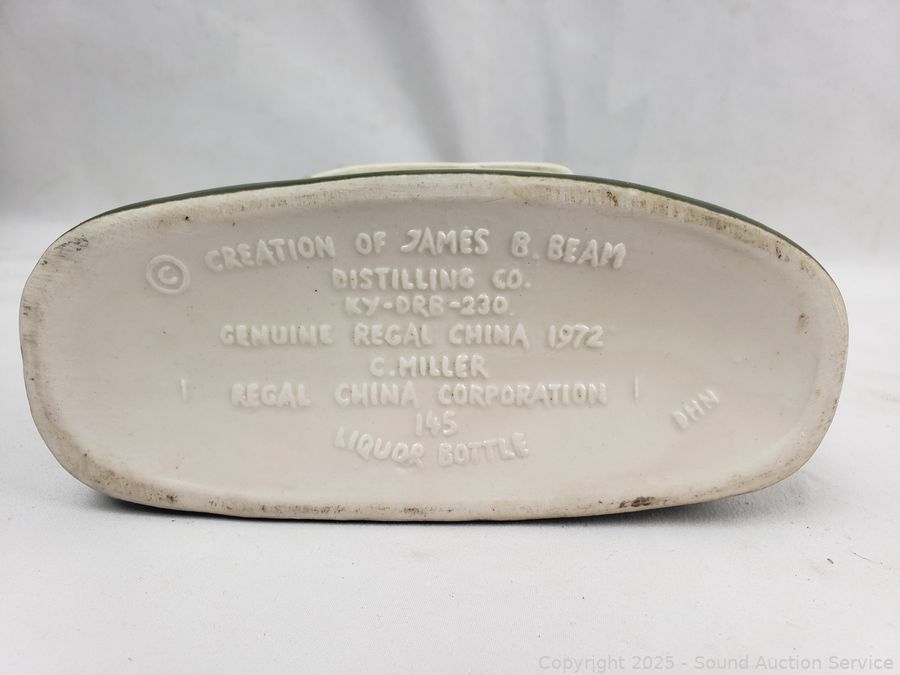 © CREATION OF JAMES B. BEAM
DISTILLING CO.
KY-DRB-230
GENUINE REGAL CHINA 1972
C. MILLER
REGAL CHINA CORPORATION
145
LIQUOR BOTTLE
DHN
Copyright 2025 - Sound Auction Service